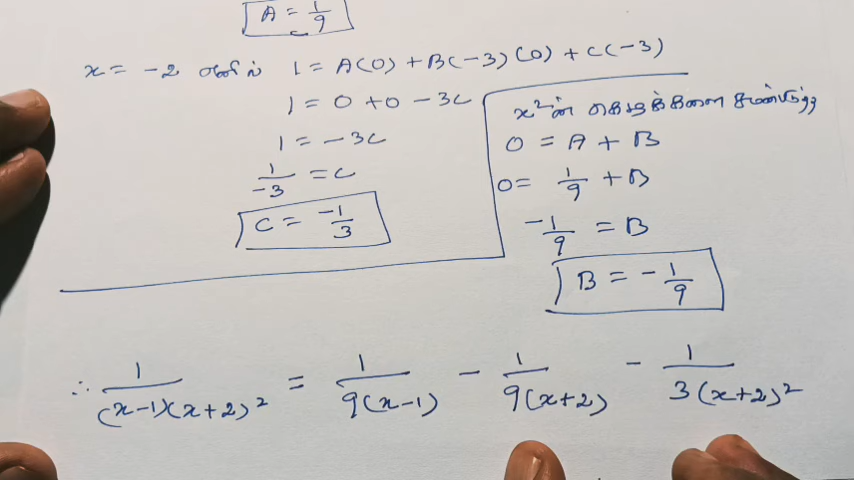 A = 1/9
x = -2 எனில் 1 = A(0) + B(-3)(0) + C(-3)
1 = 0 + 0 - 3C
1 = -3C
1/-3 = C
C = -1/3
x² ன் கெழுக்களை சமன்படுத்த
0 = A + B
0 = 1/9 + B
-1/9 = B
B = -1/9
∴ 1/(x-1)(x+2)² = 1/9(x-1) - 1/9(x+2) - 1/3(x+2)²